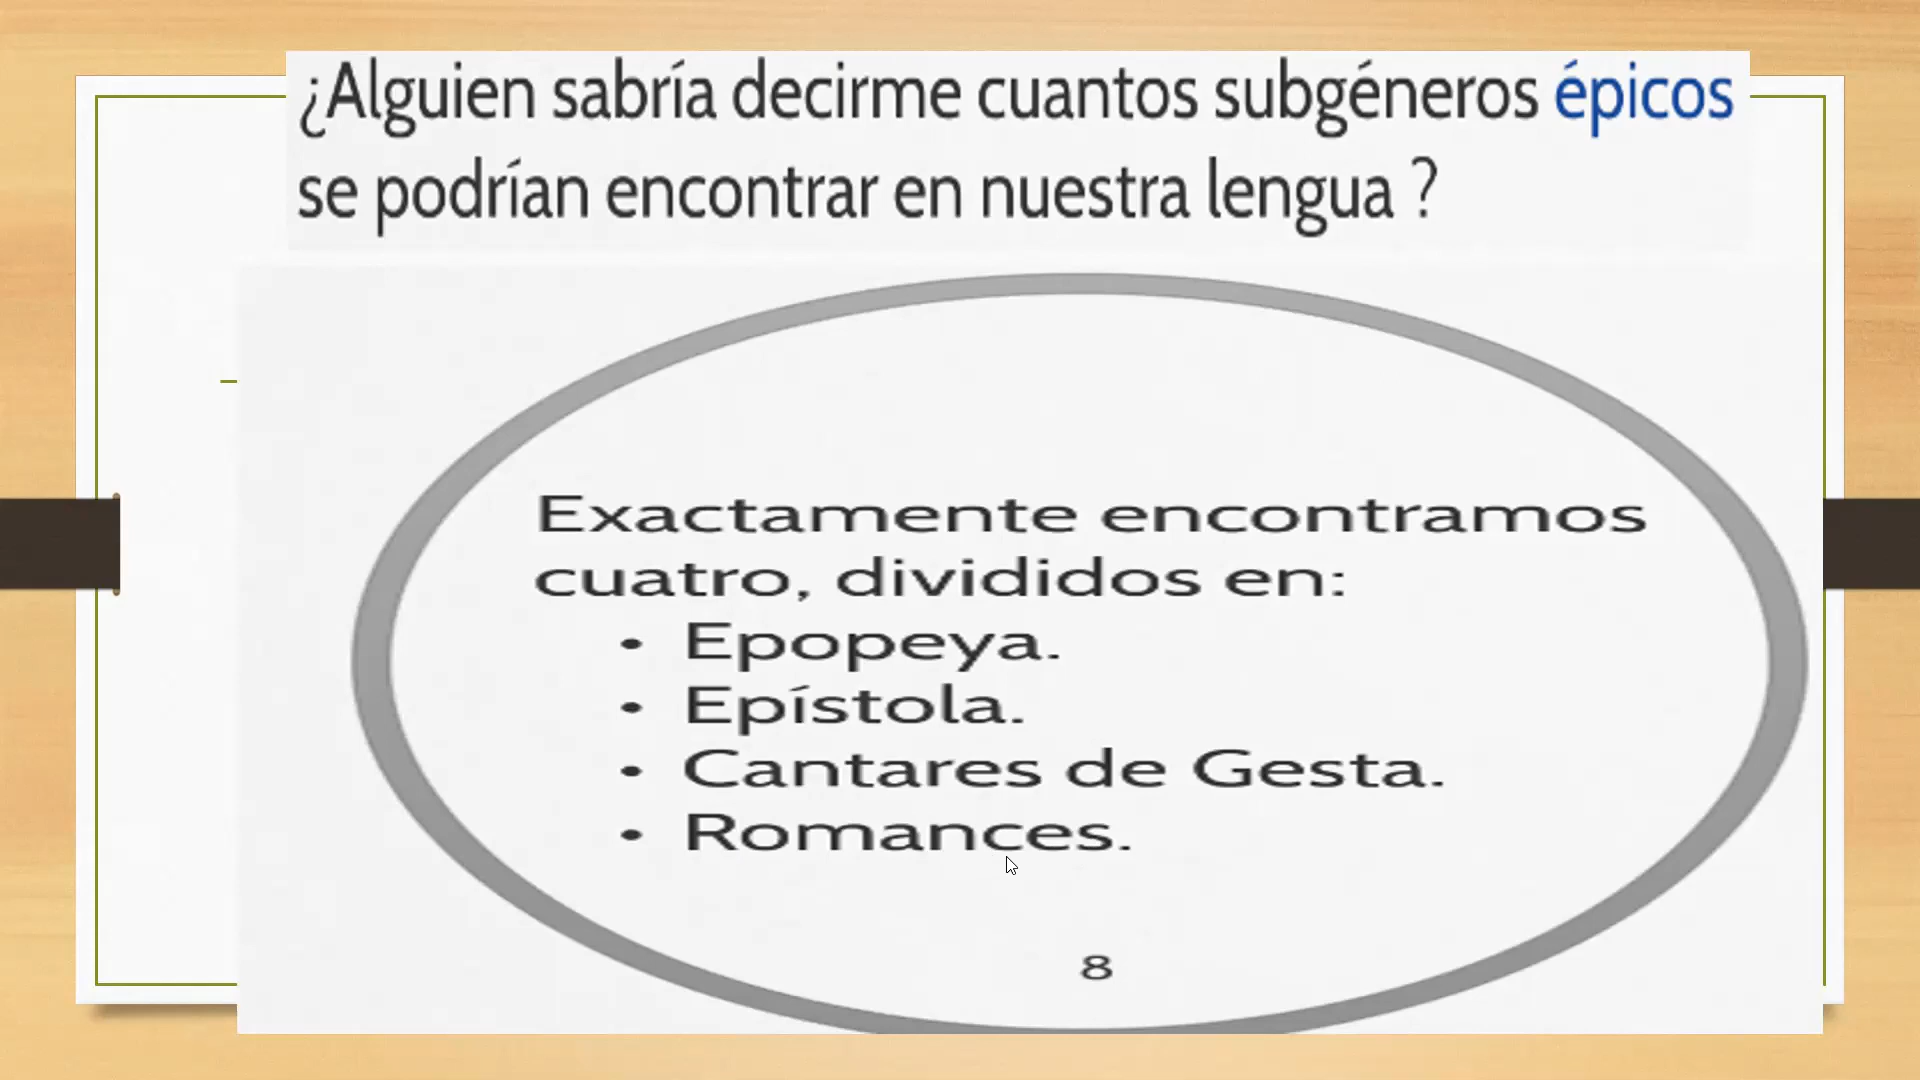 ¿Alguien sabría decirme cuantos subgéneros épicos
se podrían encontrar en nuestra lengua ?
Exactamente encontramos
cuatro, divididos en:
• Epopeya.
• Epístola.
• Cantares de Gesta.
• Romances.
8